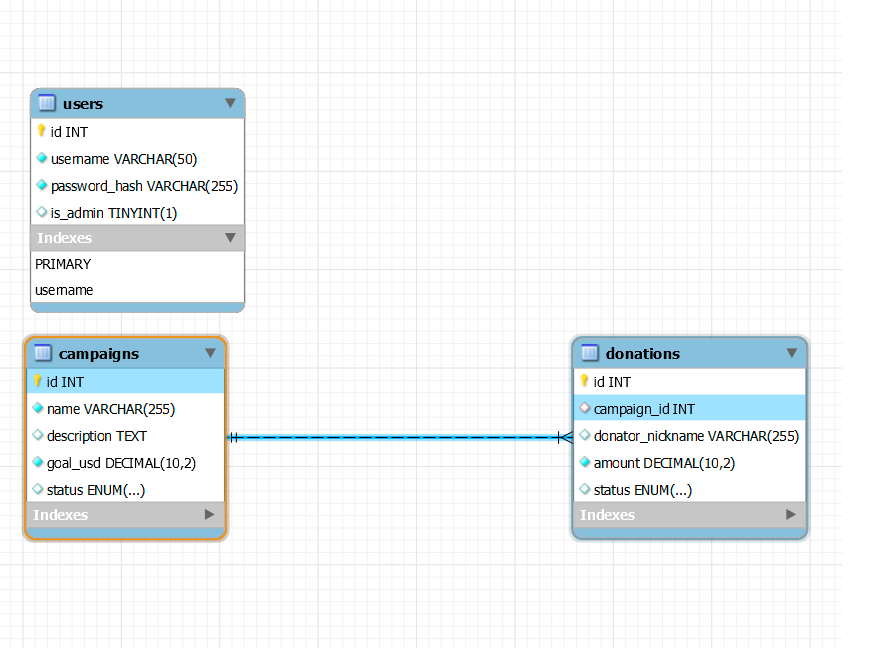 users
id INT
username VARCHAR(50)
password_hash VARCHAR(255)
is_admin TINYINT(1)
Indexes
PRIMARY
username
campaigns
id INT
name VARCHAR(255)
description TEXT
goal_usd DECIMAL(10,2)
status ENUM(...)
Indexes
donations
id INT
campaign_id INT
donator_nickname VARCHAR(255)
amount DECIMAL(10,2)
status ENUM(...)
Indexes